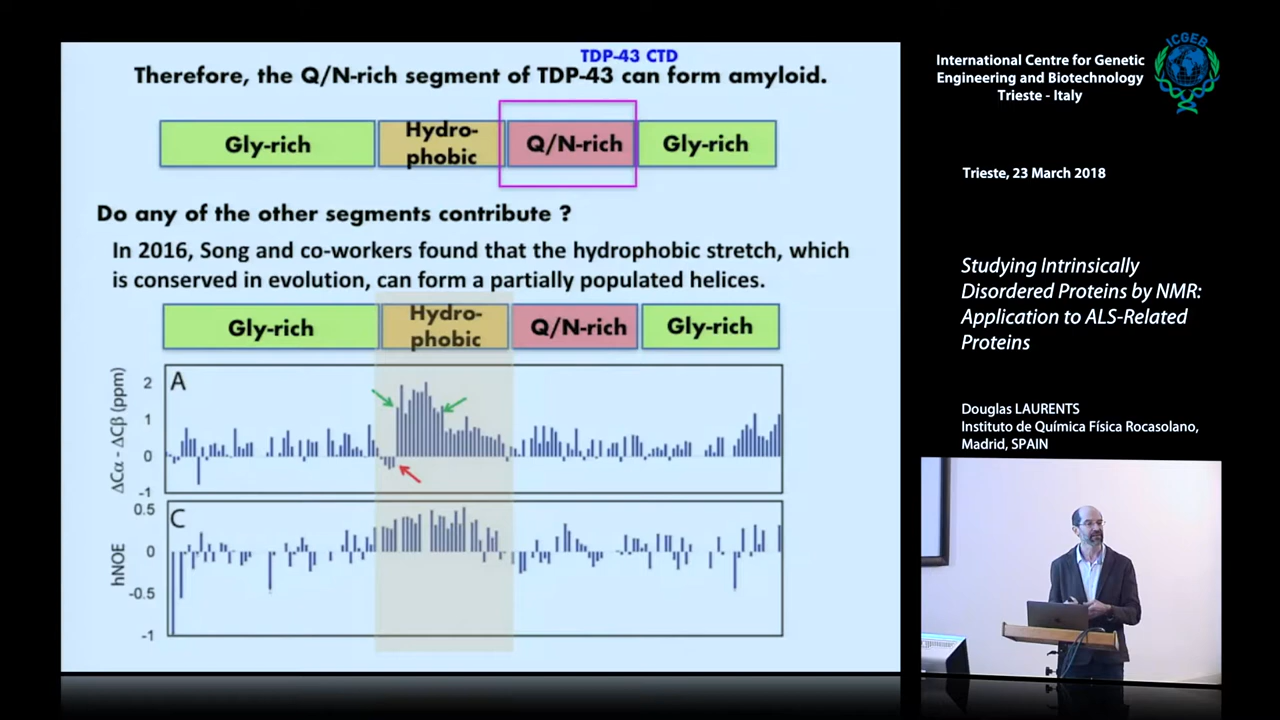 TDP-43 CTD
Therefore, the Q/N-rich segment of TDP-43 can form amyloid.
Gly-rich
Hydro-
phobic
Q/N-rich
Gly-rich
Do any of the other segments contribute ?
In 2016, Song and co-workers found that the hydrophobic stretch, which
is conserved in evolution, can form a partially populated helices.
Gly-rich
Hydro-
phobic
Q/N-rich
Gly-rich
A
ΔCα - ΔCβ (ppm)
2
1
0
-1
C
hNOE
0.5
0
-0.5
-1
International Centre for Genetic
Engineering and Biotechnology
Trieste - Italy
ICGEB
Trieste, 23 March 2018
Studying Intrinsically
Disordered Proteins by NMR:
Application to ALS-Related
Proteins
Douglas LAURENTS
Instituto de Química Física Rocasolano,
Madrid, SPAIN